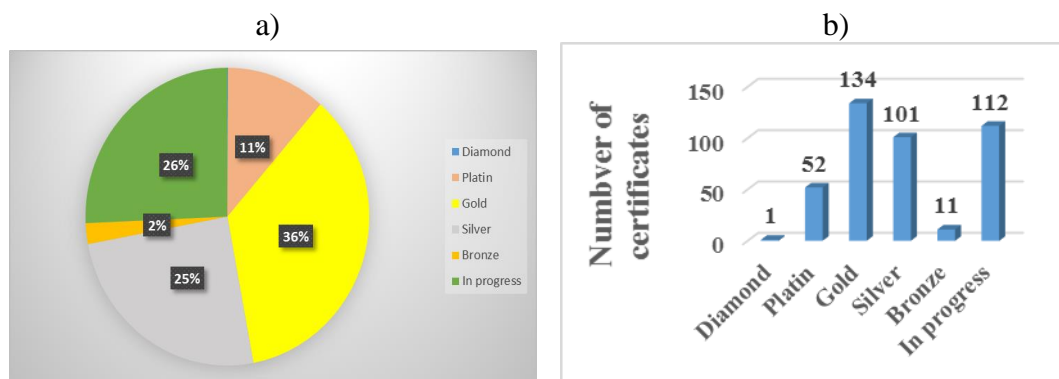 a)
11%
26%
2%
36%
25%
Diamond
Platin
Gold
Silver
Bronze
In progress
b)
Numbver of
certificates
150
100
50
0
1
52
134
101
11
112
Diamond
Platin
Gold
Silver
Bronze
In progress